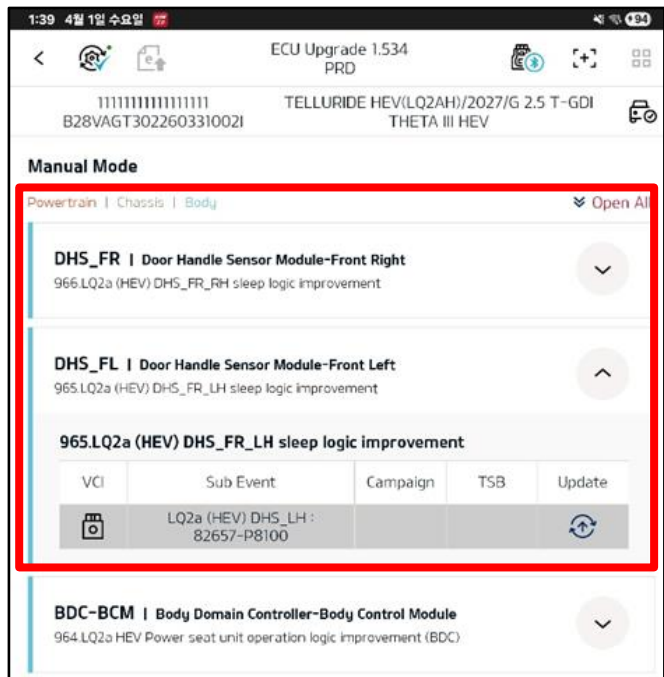 1:39 4월 1일 수요일
94
ECU Upgrade 1.534
PRD
1111111111111111
B28VAGT302260331002I
TELLURIDE HEV(LQ2AH)/2027/G 2.5 T-GDI
THETA III HEV
Manual Mode
Powertrain | Chassis | Body
Open All
DHS_FR | Door Handle Sensor Module-Front Right
966.LQ2a (HEV) DHS_FR_RH sleep logic improvement
DHS_FL | Door Handle Sensor Module-Front Left
965.LQ2a (HEV) DHS_FR_LH sleep logic improvement
965.LQ2a (HEV) DHS_FR_LH sleep logic improvement
VCI Sub Event Campaign TSB Update
LQ2a (HEV) DHS_LH :
82657-P8100
BDC-BCM | Body Domain Controller-Body Control Module
964.LQ2a HEV Power seat unit operation logic improvement (BDC)